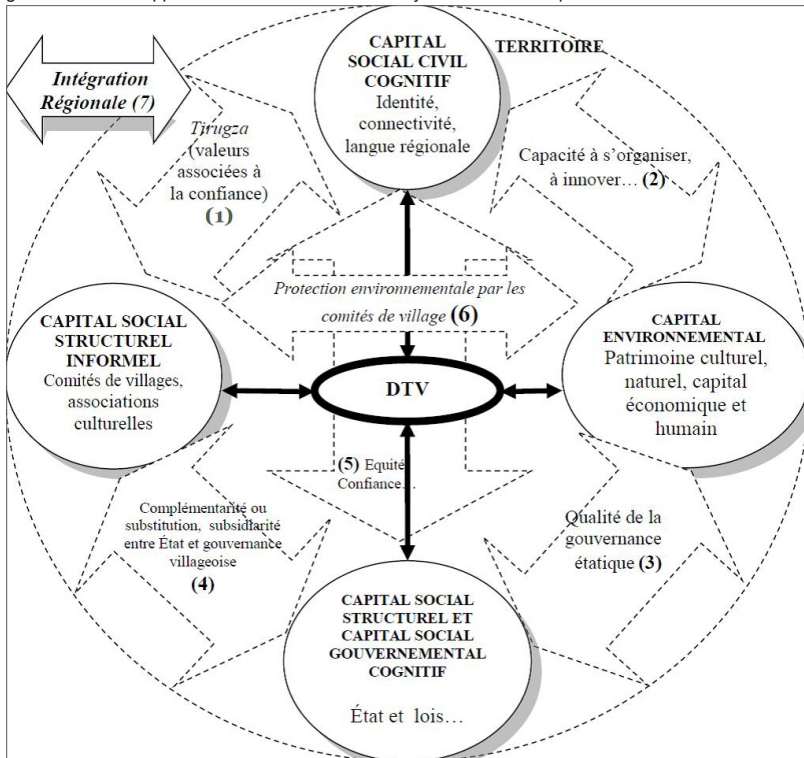 CAPITAL
SOCIAL CIVIL
COGNITIF
Identité,
connectivité,
langue régionale
TERRITOIRE
Intégration
Régionale (7)
Tirugza
(valeurs
associées à
la confiance)
(1)
Capacité à s'organiser,
à innover… (2)
Protection environnementale par les
comités de village (6)
CAPITAL SOCIAL
STRUCTUREL
INFORMEL
Comités de villages,
associations
culturelles
DTV
CAPITAL
ENVIRONNEMENTAL
Patrimoine culturel,
naturel, capital
économique et
humain
(5) Equité
Confiance…
Complémentarité ou
substitution, subsidiarité
entre État et gouvernance
villageoise
(4)
Qualité de la
gouvernance
étatique (3)
CAPITAL SOCIAL
STRUCTUREL ET
CAPITAL SOCIAL
GOUVERNEMENTAL
COGNITIF
État et lois…